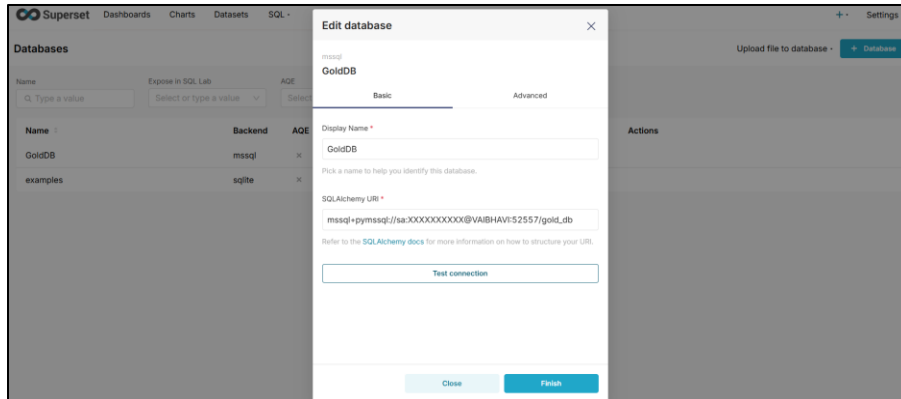 Superset Dashboards Charts Datasets SQL
Settings
Databases
Upload file to database
+ Database
Name
Expose in SQL Lab
AQE
Type a value
Select or type a value
Select
Name Backend AQE Actions
GoldDB mssql
examples sqlite
Edit database
mssql
GoldDB
Basic Advanced
Display Name *
GoldDB
Pick a name to help you identify this database.
SQLAlchemy URI *
mssql+pymssql://sa:XXXXXXXXXX@VAIBHAVI:52557/gold_db
Refer to the SQLAlchemy docs for more information on how to structure your URI.
Test connection
Close Finish